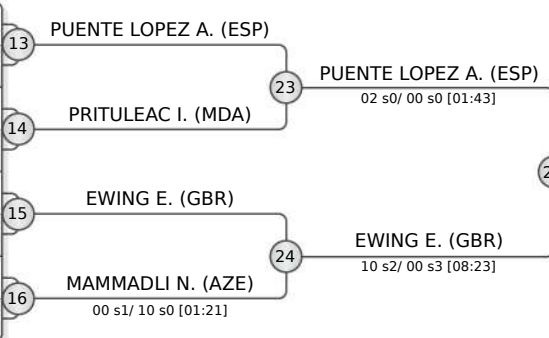 13
PUENTE LOPEZ A. (ESP)
23
PUENTE LOPEZ A. (ESP)
02 s0/ 00 s0 [01:43]
14
PRITULEAC I. (MDA)
15
EWING E. (GBR)
24
EWING E. (GBR)
10 s2/ 00 s3 [08:23]
16
MAMMADLI N. (AZE)
00 s1/ 10 s0 [01:21]